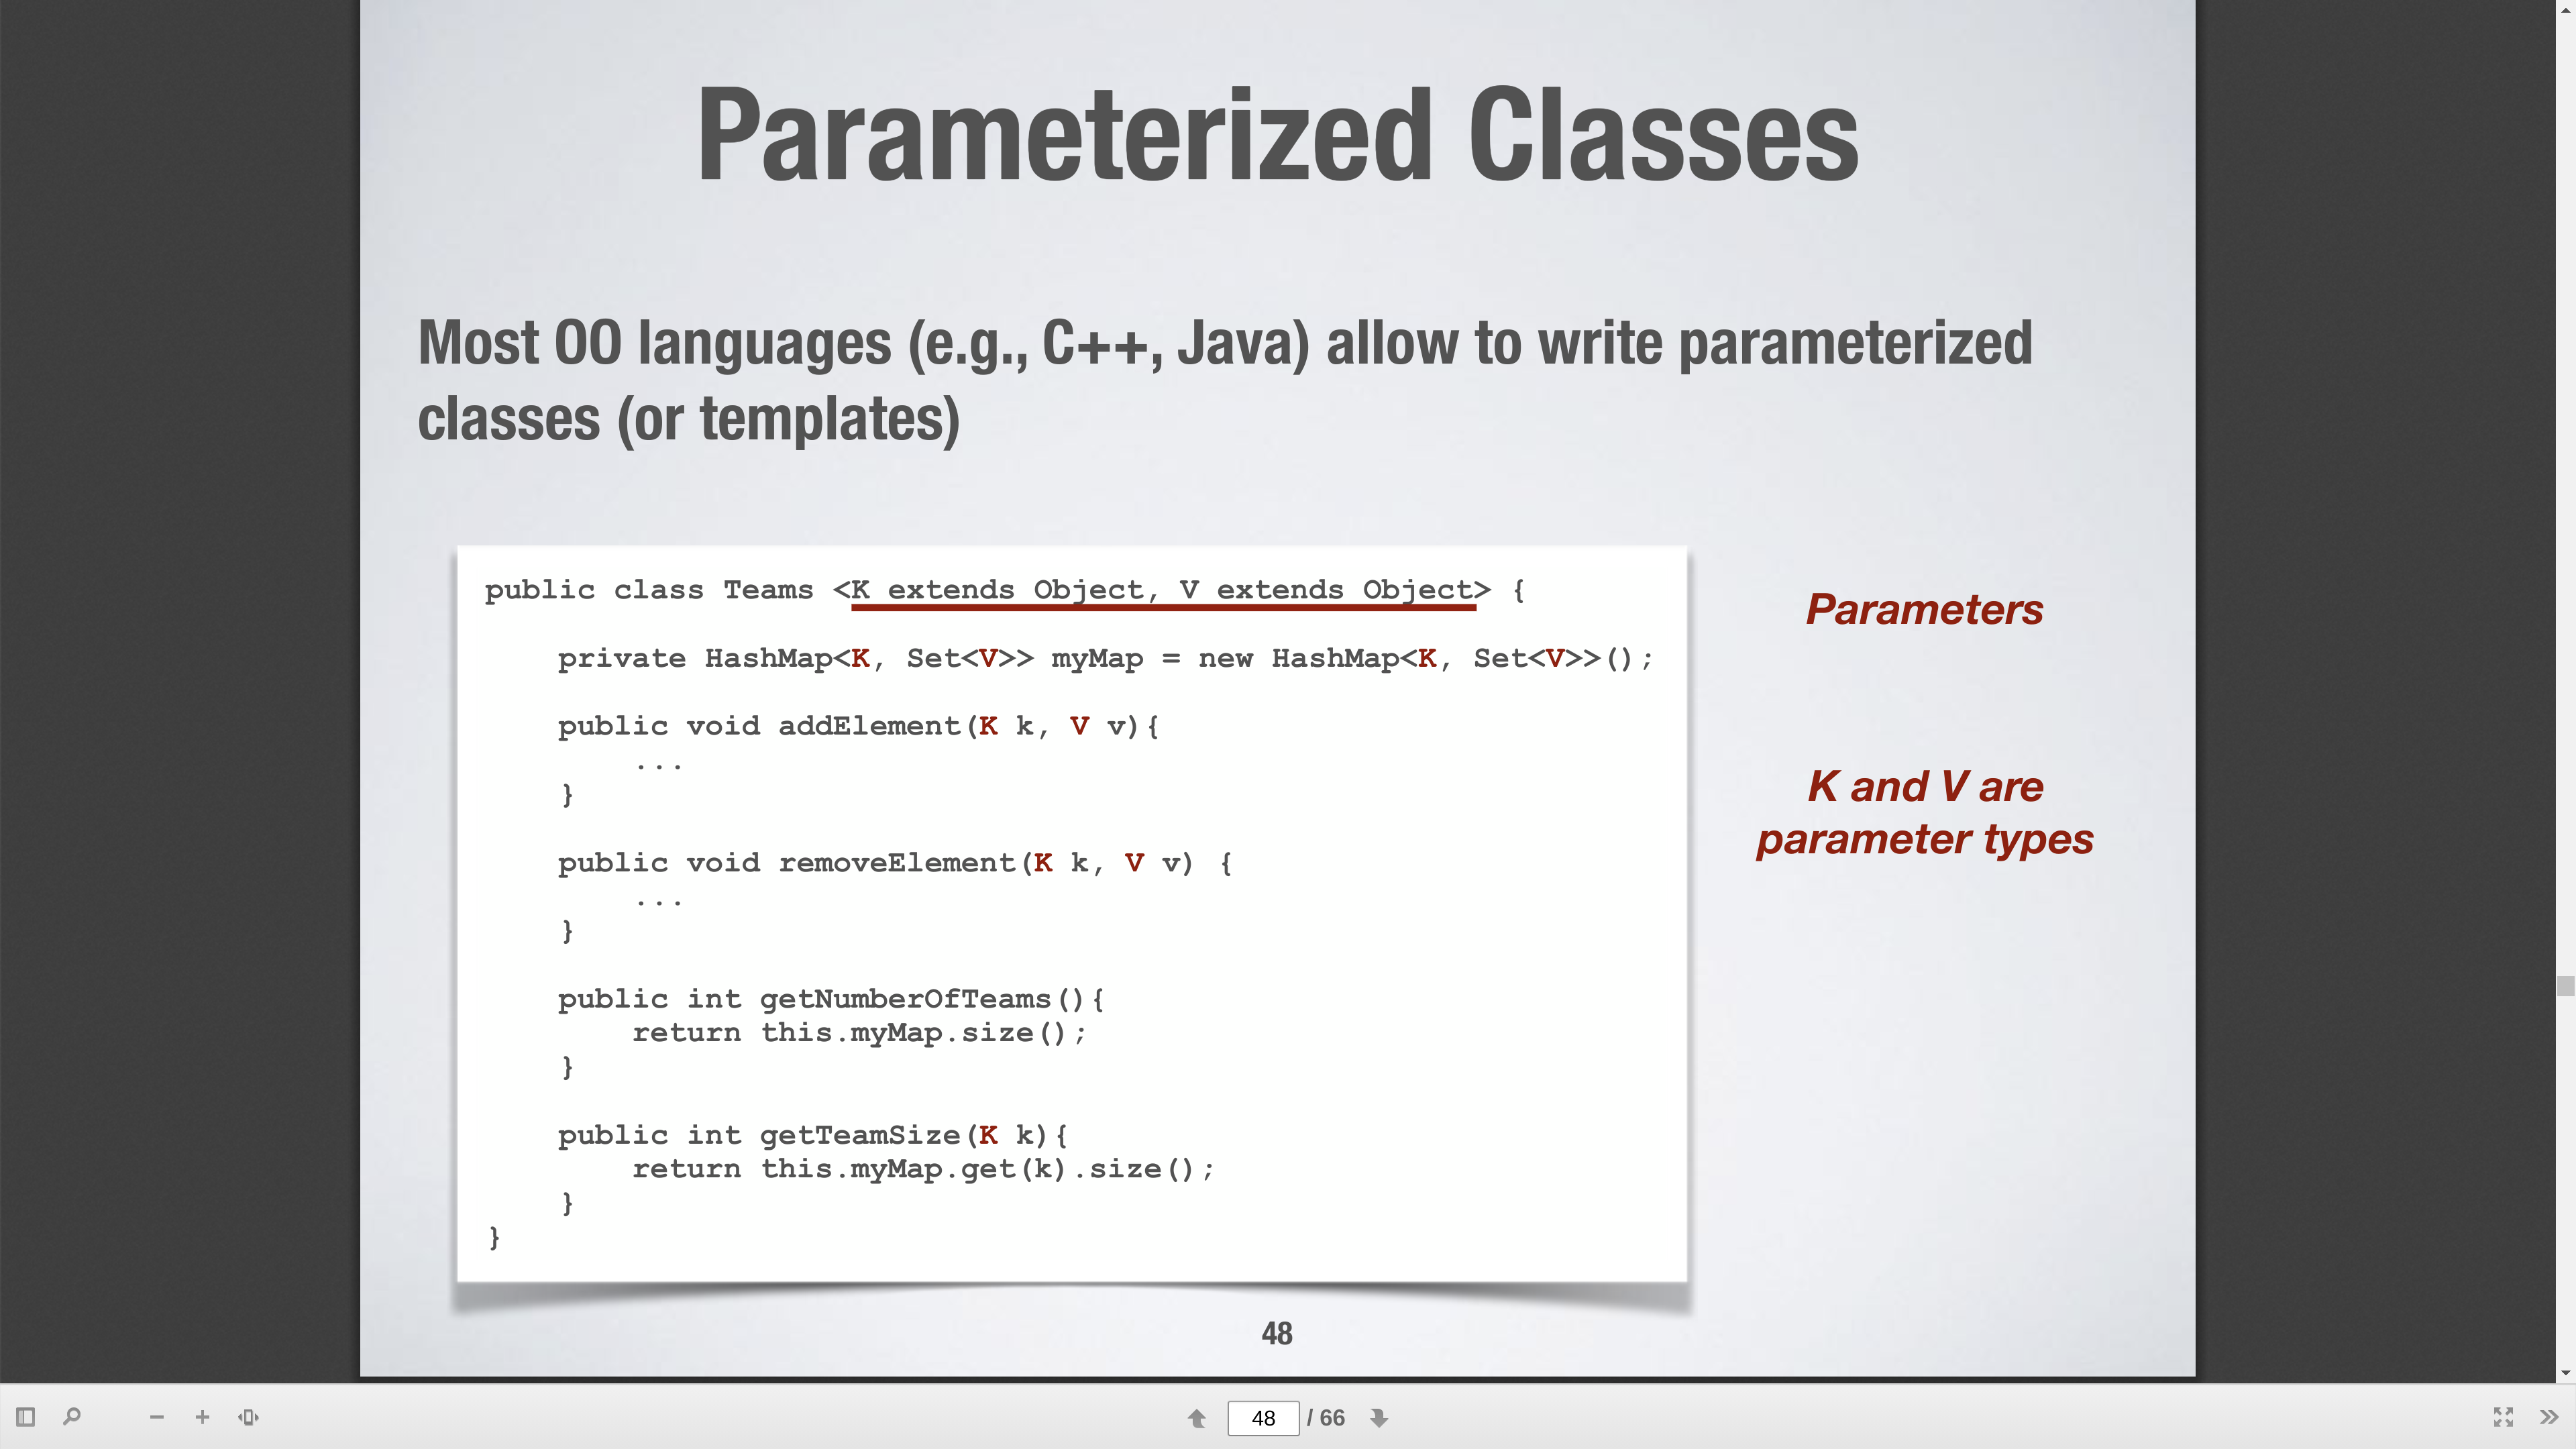 Parameterized Classes
Most OO languages (e.g., C++, Java) allow to write parameterized
classes (or templates)
public class Teams <K extends Object, V extends Object> {
private HashMap<K, Set<V>> myMap = new HashMap<K, Set<V>>();
public void addElement(K k, V v){
...
}
public void removeElement(K k, V v) {
...
}
public int getNumberOfTeams(){
return this.myMap.size();
}
public int getTeamSize(K k){
return this.myMap.get(k).size();
}
}
Parameters
K and V are
parameter types
48
48 / 66